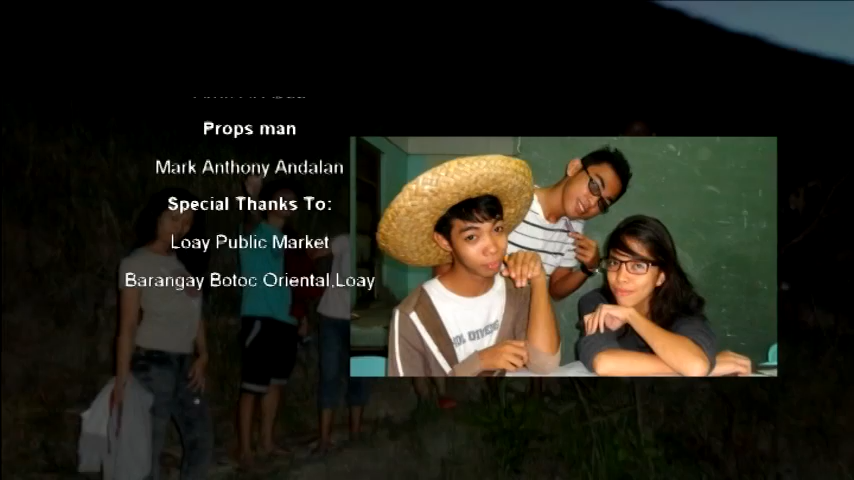 Props man
Mark Anthony Andalan
Special Thanks To:
Loay Public Market
Barangay Botoc Oriental,Loay